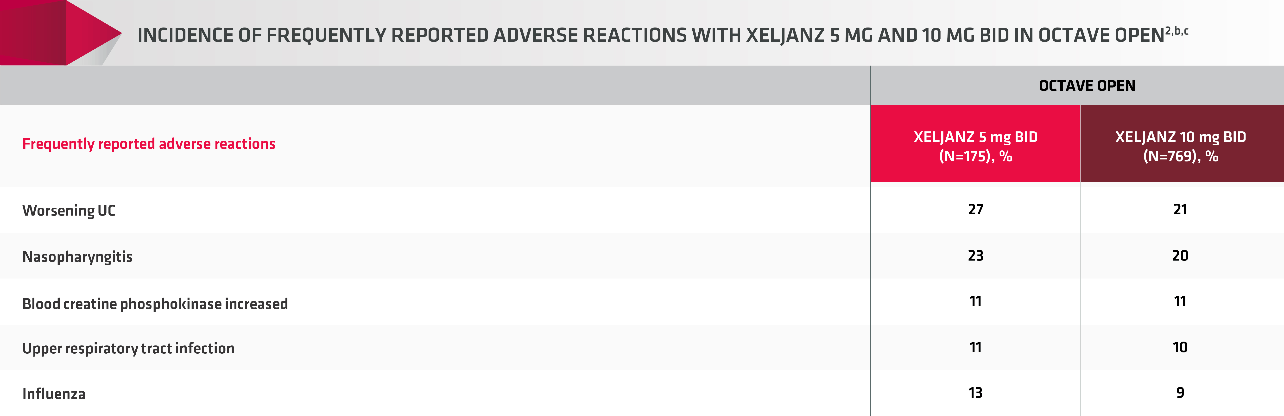 INCIDENCE OF FREQUENTLY REPORTED ADVERSE REACTIONS WITH XELJANZ 5 MG AND 10 MG BID IN OCTAVE OPEN2,b,c
OCTAVE OPEN
Frequently reported adverse reactions
XELJANZ 5 mg BID
(N=175), %
XELJANZ 10 mg BID
(N=769), %
Worsening UC 27 21
Nasopharyngitis 23 20
Blood creatine phosphokinase increased 11 11
Upper respiratory tract infection 11 10
Influenza 13 9